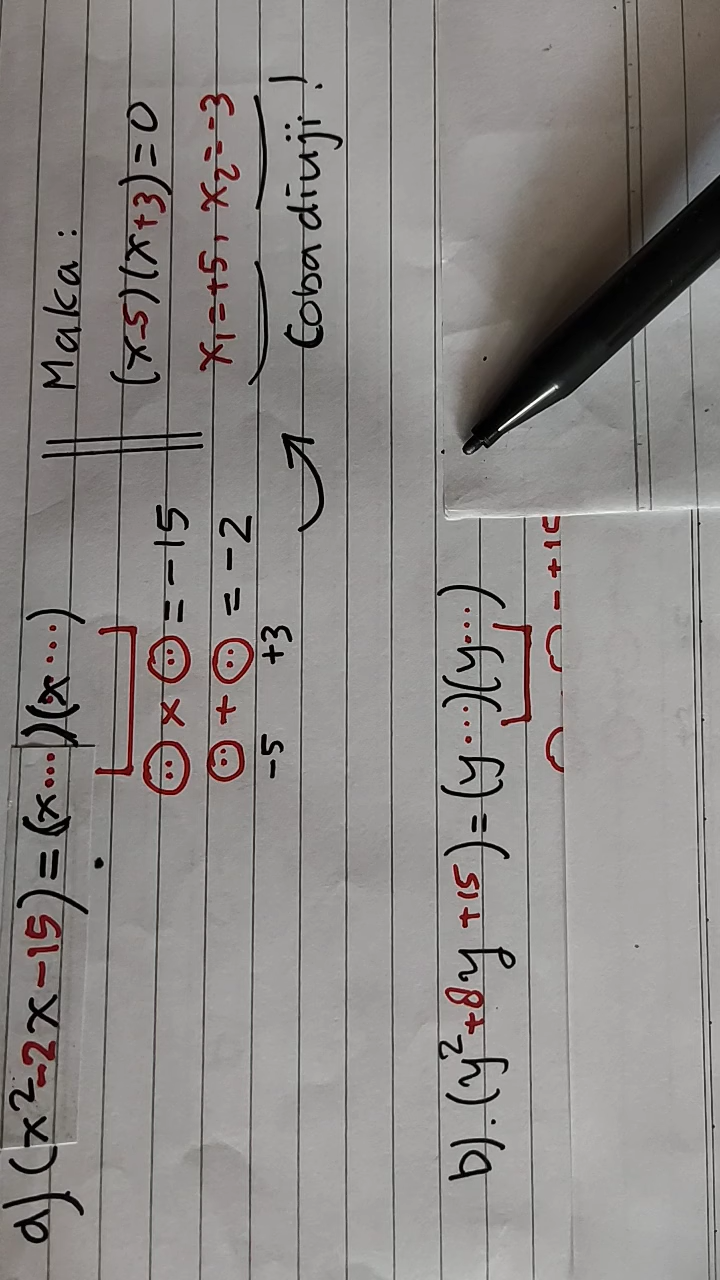 a) (x²-2x-15) = (x...)(x...)
(...) x (...) = -15
(...) + (...) = -2
-5 +3
Maka:
(x-5)(x+3)=0
x₁=+5, x₂=-3
Coba diuji!
b). (y²+8y+15) = (y...)(y...)